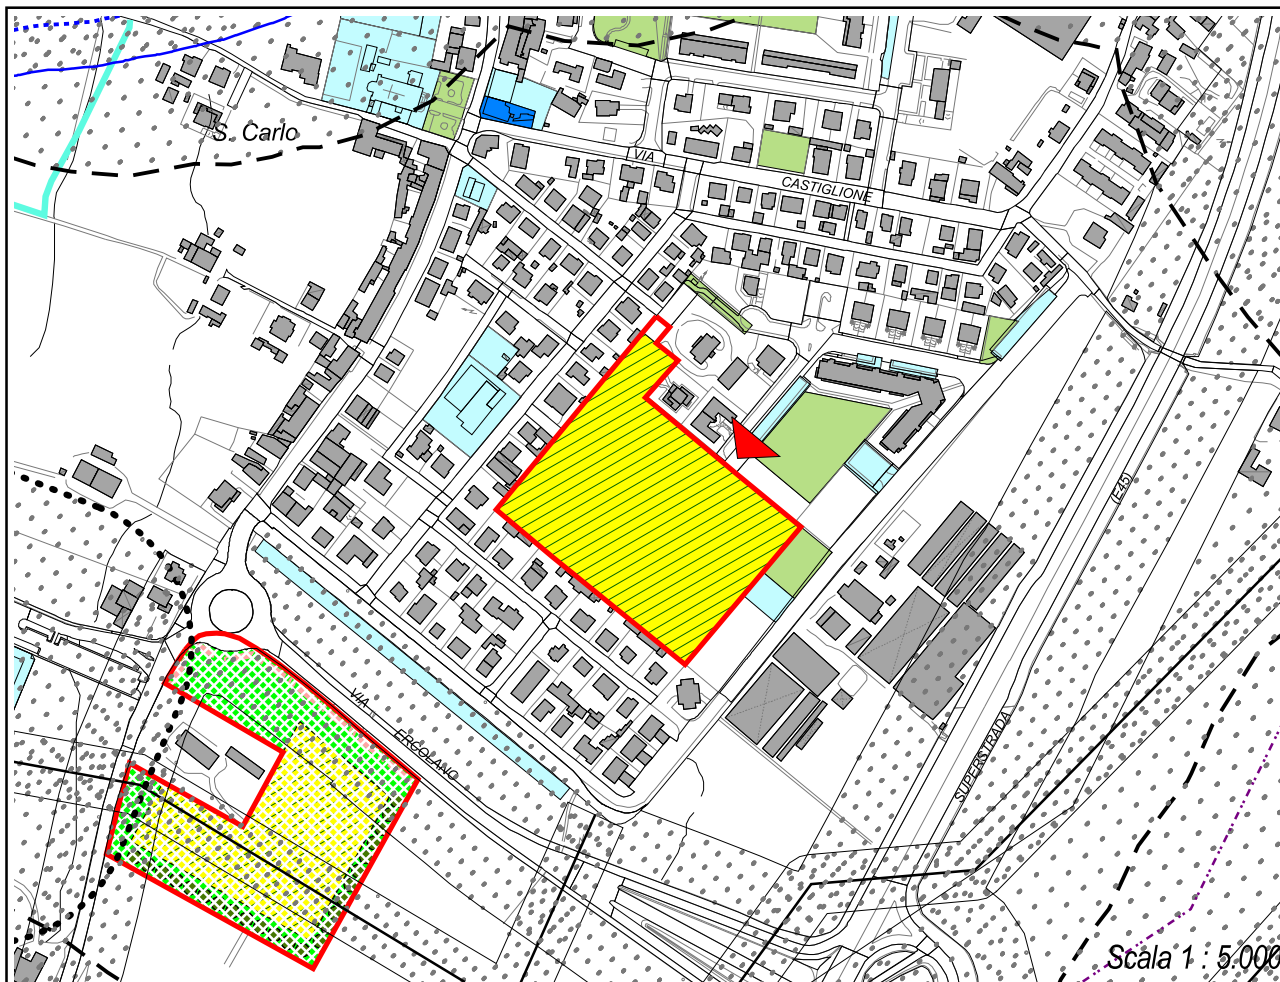 S. Carlo
VIA
CASTIGLIONE
(E45)
VIA
ERCOLANO
SUPERSTRADA
Scala 1 : 5.000